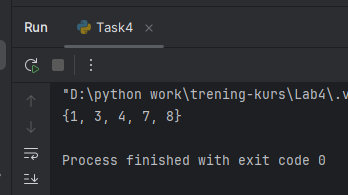 Run
Task4
"D:\python work\trening-kurs\Lab4\.v
{1, 3, 4, 7, 8}
Process finished with exit code 0